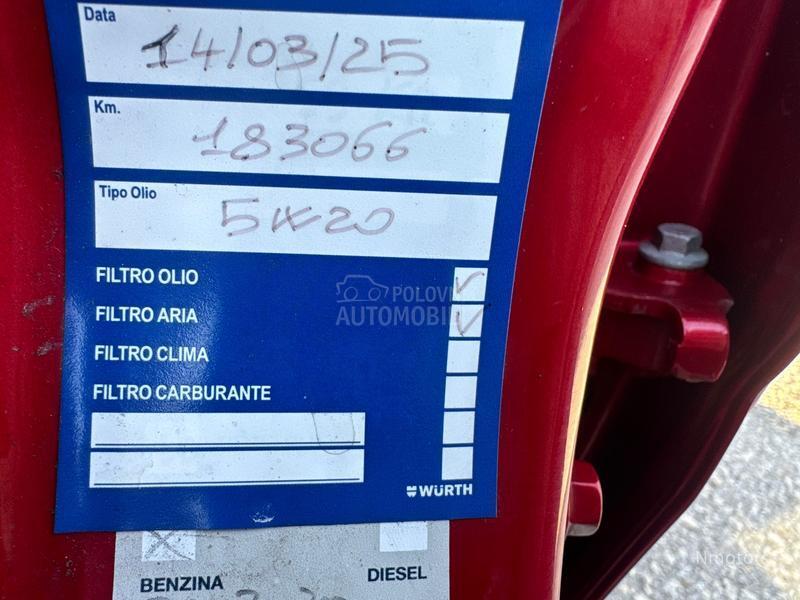 Data
14/03/25
Km.
183066
Tipo Olio
5W20
FILTRO OLIO
POLOVNI
FILTRO ARIA
AUTOMOBILI
FILTRO CLIMA
FILTRO CARBURANTE
WÜRTH
BENZINA
DIESEL